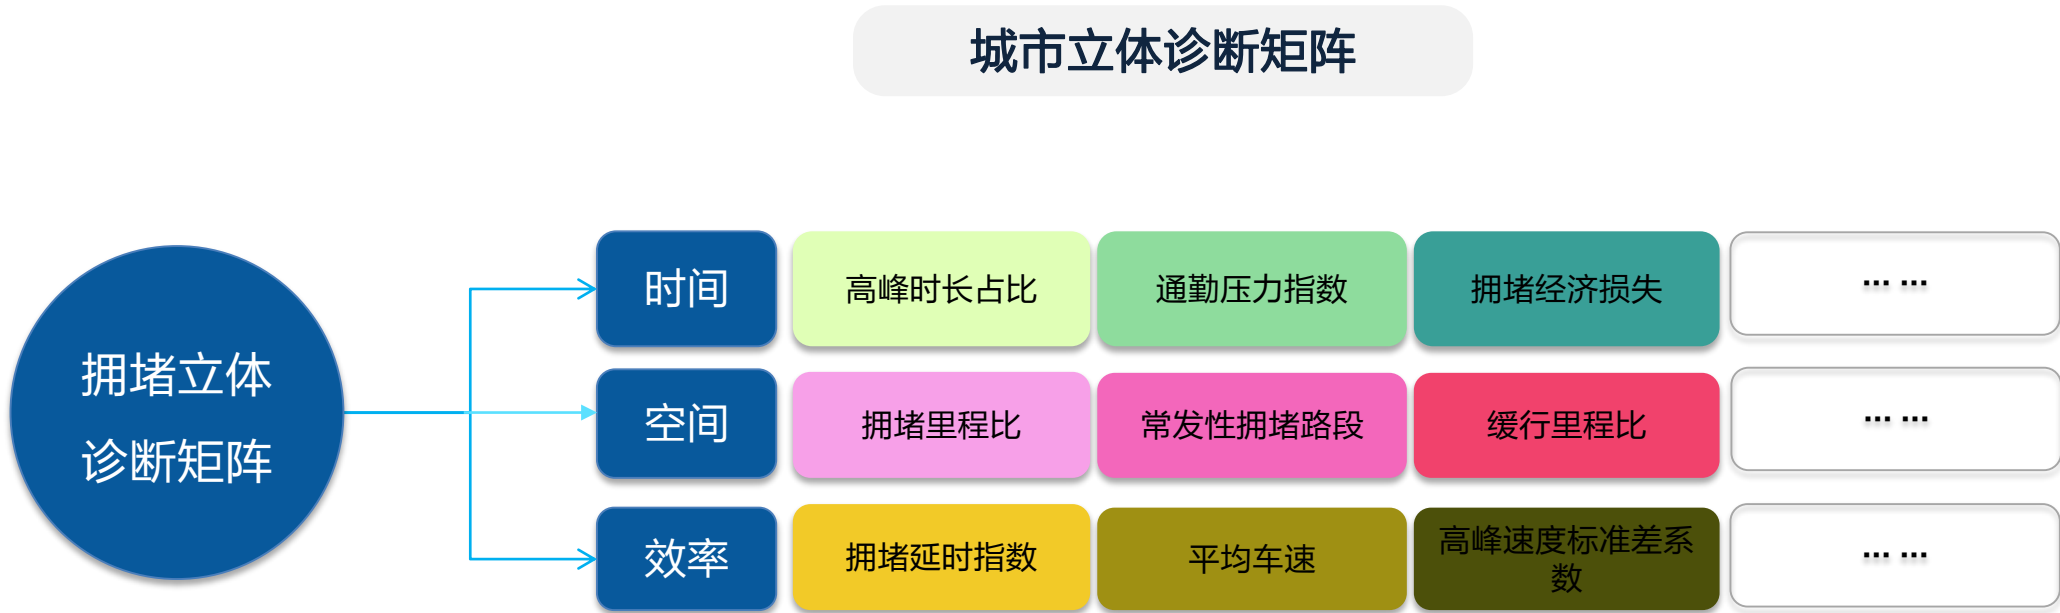 城市立体诊断矩阵
拥堵立体
诊断矩阵
时间
高峰时长占比
通勤压力指数
拥堵经济损失
... ...
空间
拥堵里程比
常发性拥堵路段
缓行里程比
... ...
效率
拥堵延时指数
平均车速
高峰速度标准差系
数
... ...